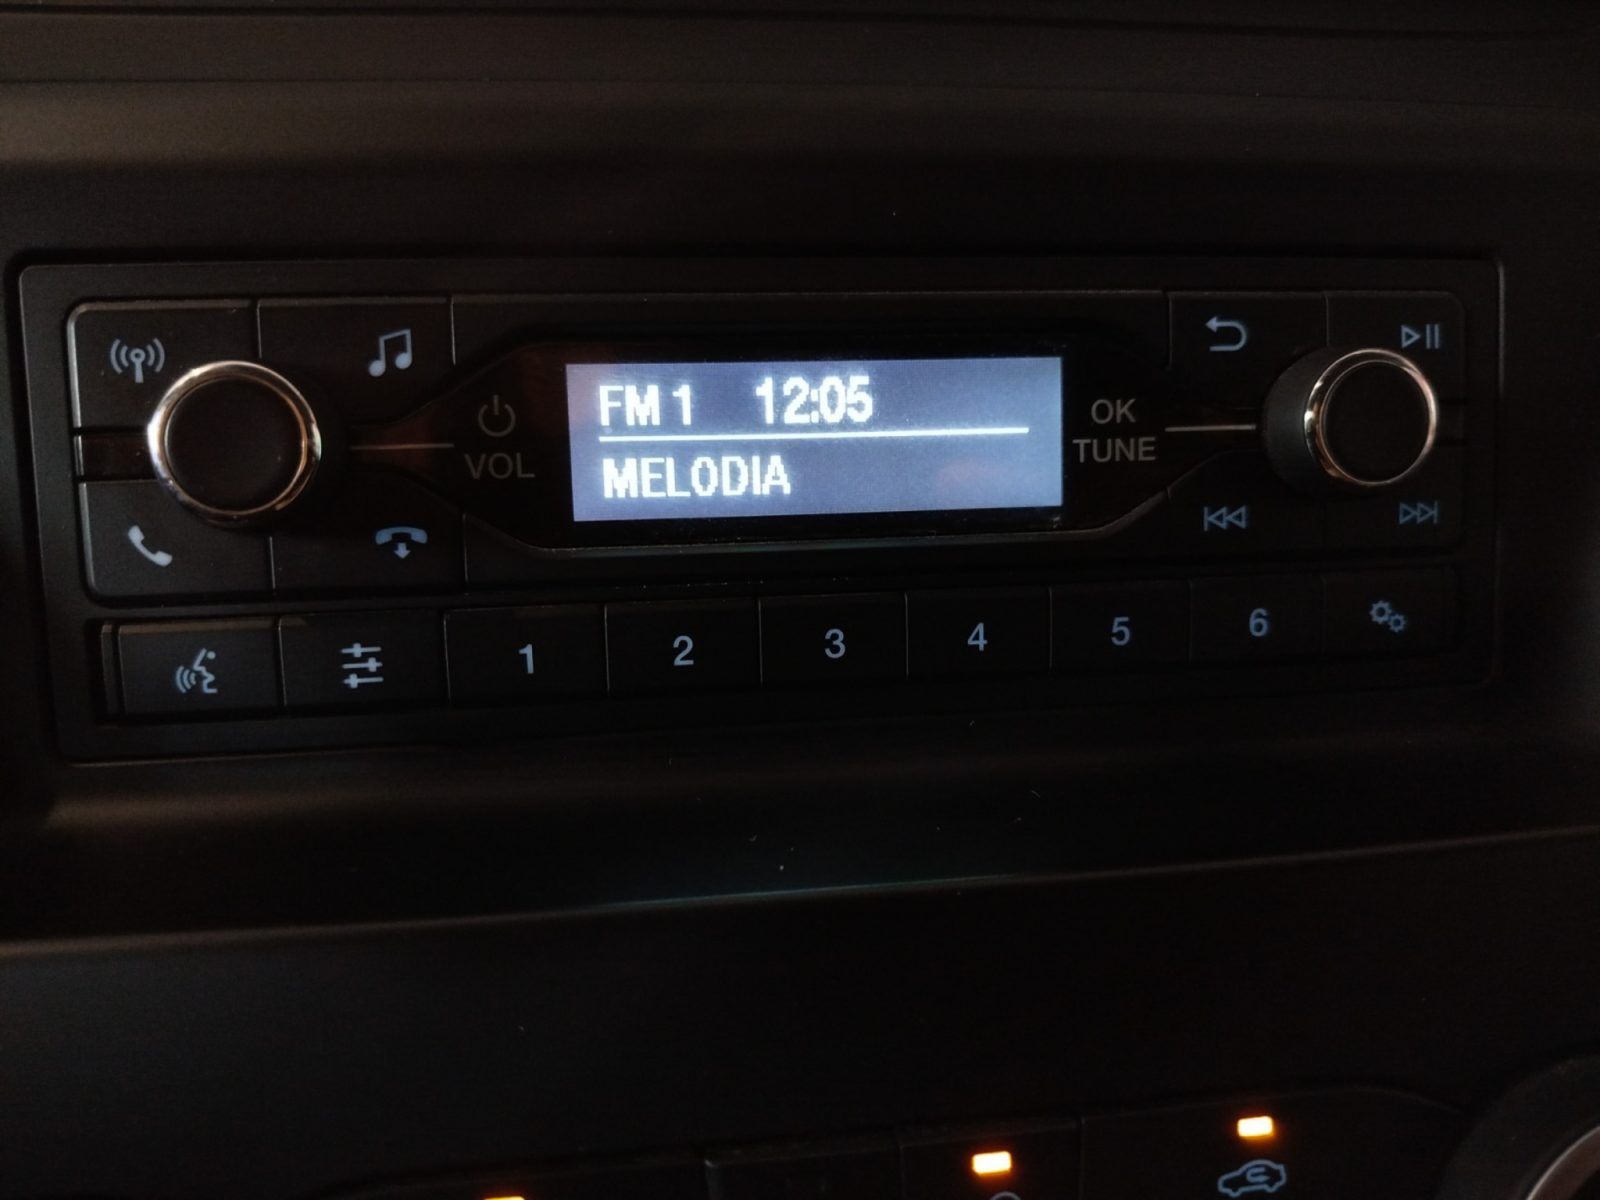 FM 1 12:05
MELODIA
VOL
OK
TUNE
1 2 3 4 5 6